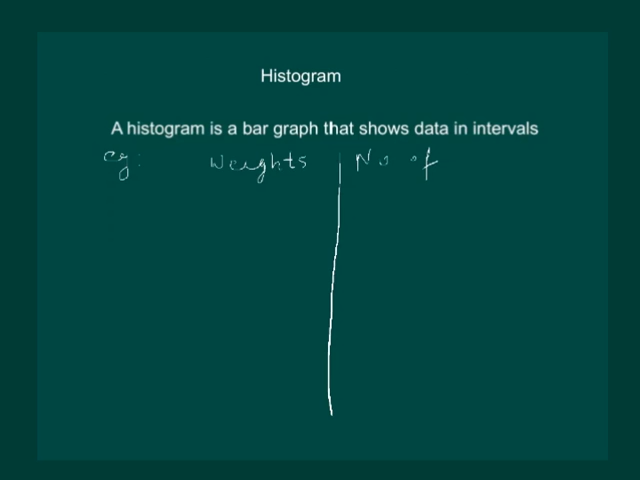 Histogram
A histogram is a bar graph that shows data in intervals
eg: Weights No of